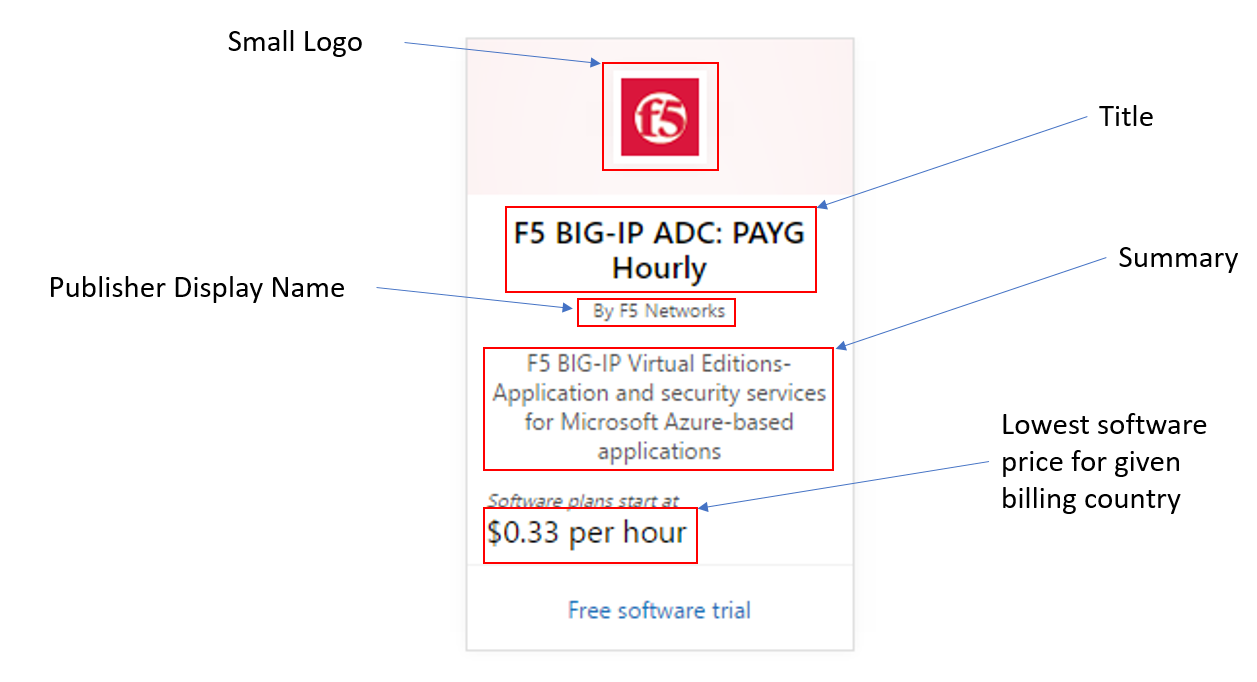 Small Logo
f5
Title
F5 BIG-IP ADC: PAYG
Hourly
Summary
Publisher Display Name
By F5 Networks
F5 BIG-IP Virtual Editions-
Application and security services
for Microsoft Azure-based
applications
Lowest software
price for given
billing country
Software plans start at
$0.33 per hour
Free software trial